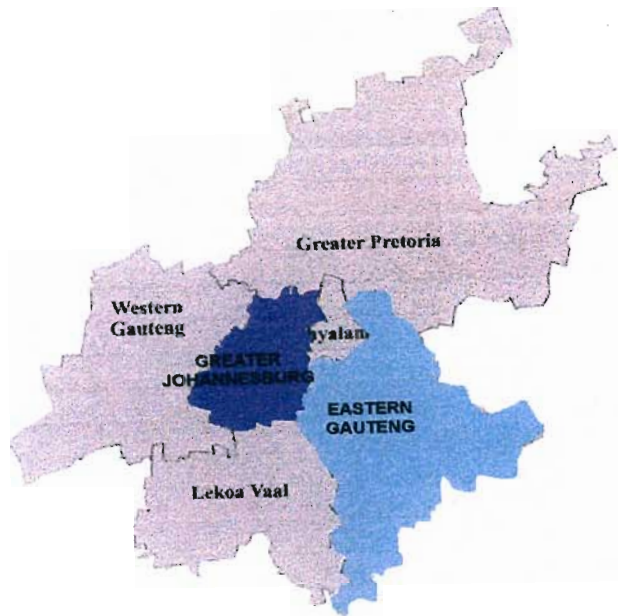 Greater Pretoria
Western
Gauteng
hyalam
GREATER
JOHANNESBURG
EASTERN
GAUTENG
Lekoa Vaal